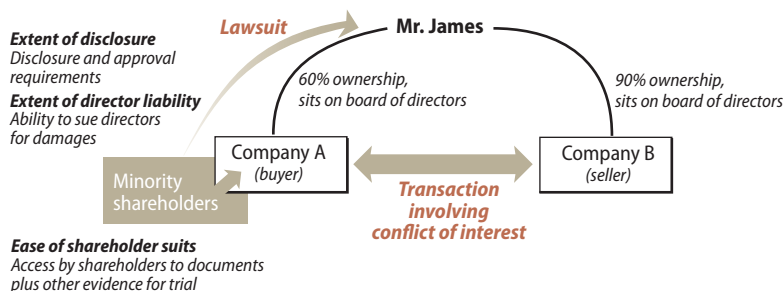 Lawsuit
Mr. James
Extent of disclosure
Disclosure and approval
requirements
Extent of director liability
Ability to sue directors
for damages
60% ownership,
sits on board of directors
90% ownership,
sits on board of directors
Company A
(buyer)
Company B
(seller)
Minority
shareholders
Transaction
involving
conflict of interest
Ease of shareholder suits
Access by shareholders to documents
plus other evidence for trial